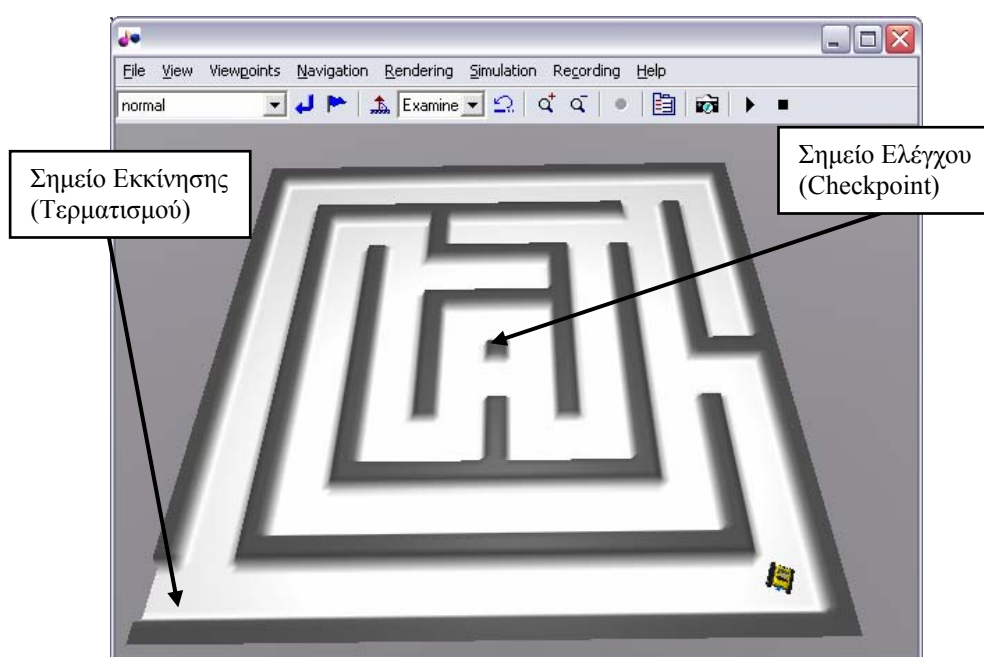 File View Viewpoints Navigation Rendering Simulation Recording Help
normal Examine
Σημείο Εκκίνησης
(Τερματισμού)
Σημείο Ελέγχου
(Checkpoint)